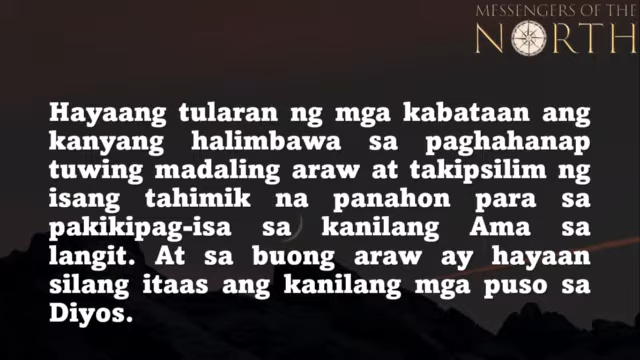 MESSENGERS OF THE
NORTH
Hayaang tularan ng mga kabataan ang
kanyang halimbawa sa paghahanap
tuwing madaling araw at takipsilim ng
isang tahimik na panahon para sa
pakikipag-isa sa kanilang Ama sa
langit. At sa buong araw ay hayaan
silang itaas ang kanilang mga puso sa
Diyos.